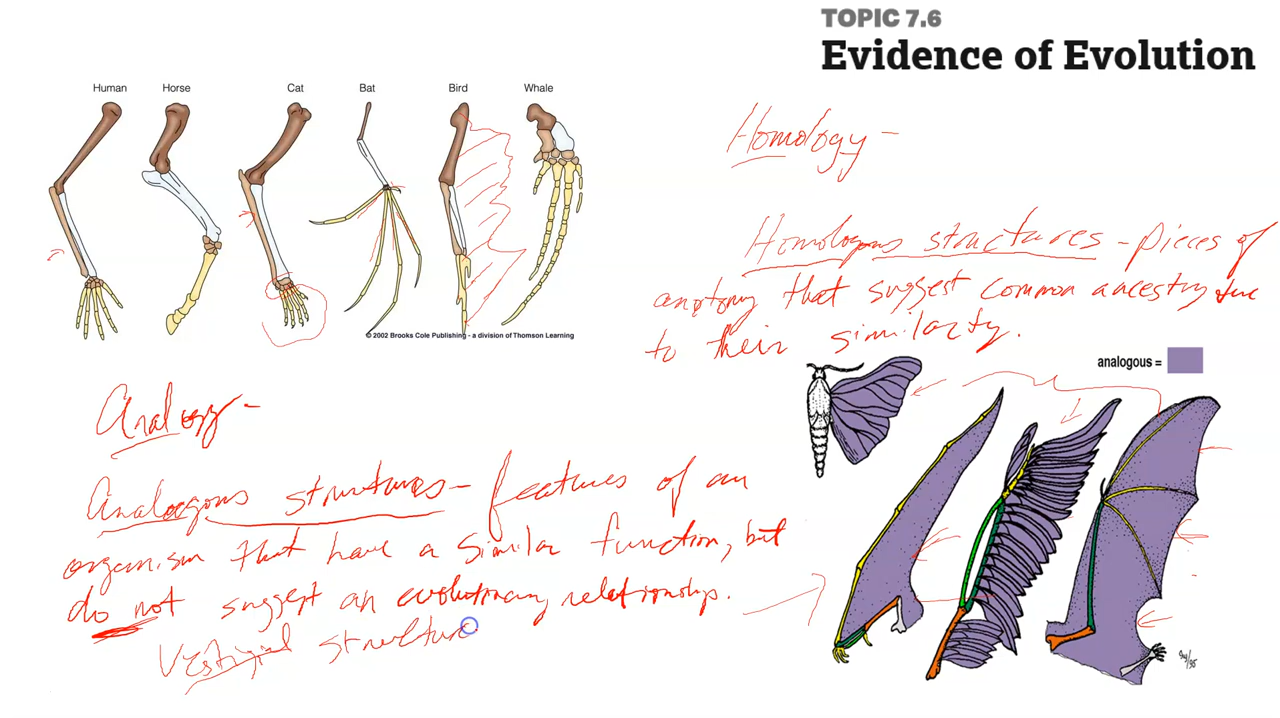 TOPIC 7.6
Evidence of Evolution
Human Horse Cat Bat Bird Whale
© 2002 Brooks Cole Publishing - a division of Thomson Learning
Homology -
Homologous structures - pieces of
anatomy that suggest common ancestry due
to their similarity.
analogous =
Analogy -
Analogous structures - features of an
organism that have a similar function, but
do not suggest an evolutionary relationship.
Vestigial structure